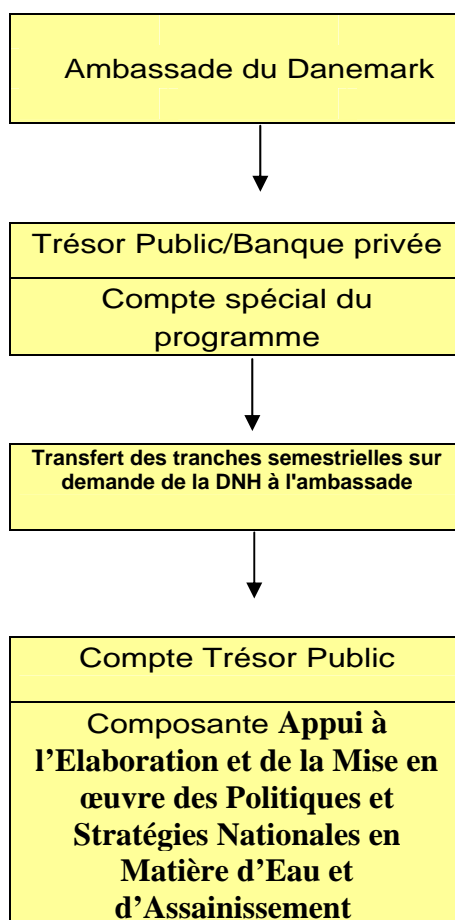 Ambassade du Danemark
Trésor Public/Banque privée
Compte spécial du
programme
Transfert des tranches semestrielles sur
demande de la DNH à l'ambassade
Compte Trésor Public
Composante Appui à
l’Elaboration et de la Mise en
œuvre des Politiques et
Stratégies Nationales en
Matière d’Eau et
d’Assainissement